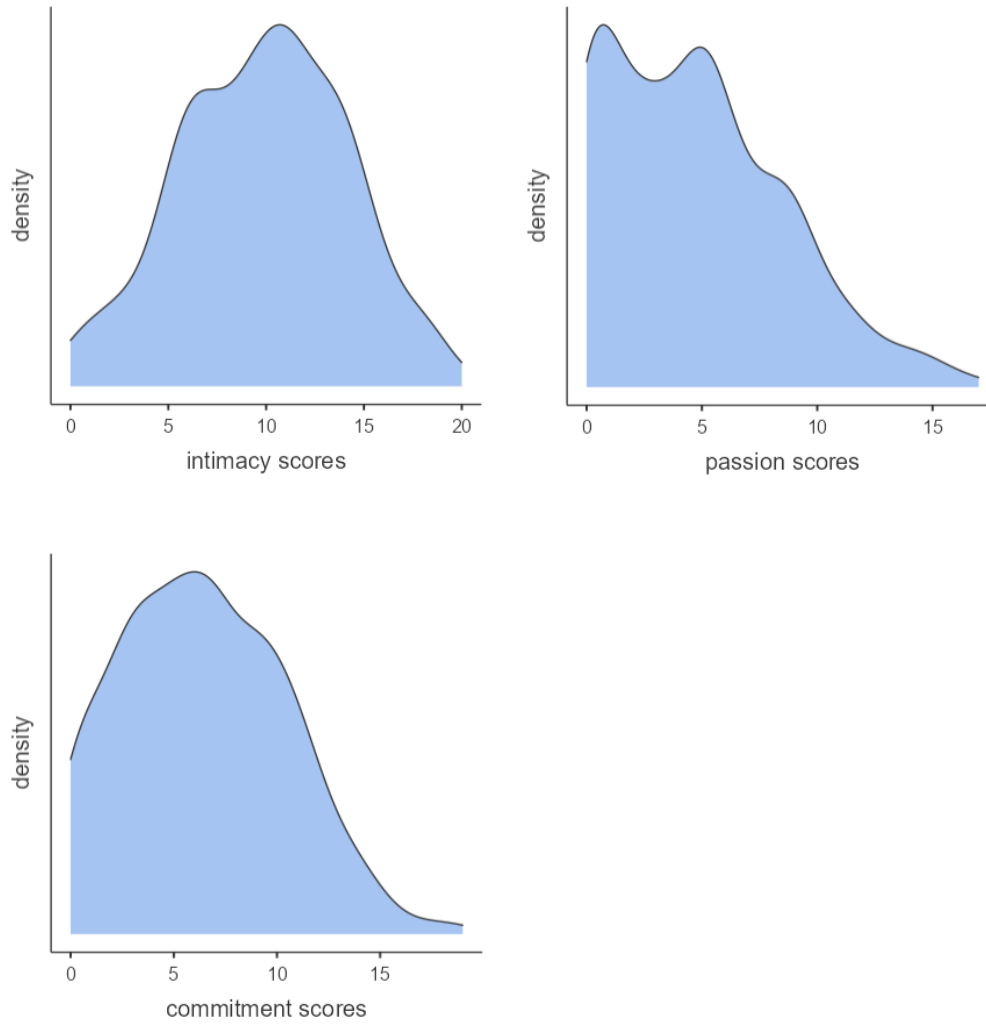 density
0 5 10 15 20
intimacy scores
density
0 5 10 15
passion scores
density
0 5 10 15
commitment scores